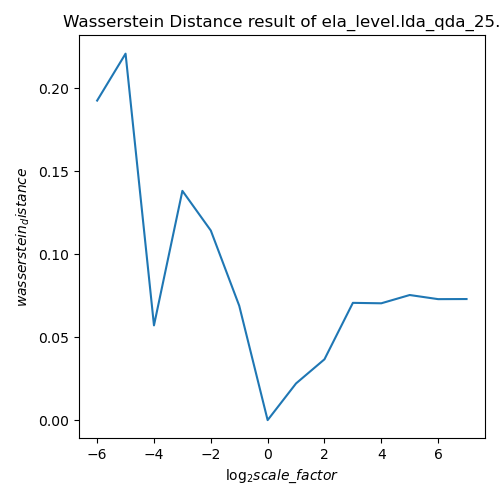 Wasserstein Distance result of ela_level.lda_qda_25.
0.20
0.15
0.10
0.05
0.00
wasserstein_distance
−6 −4 −2 0 2 4 6
log₂scale_factor